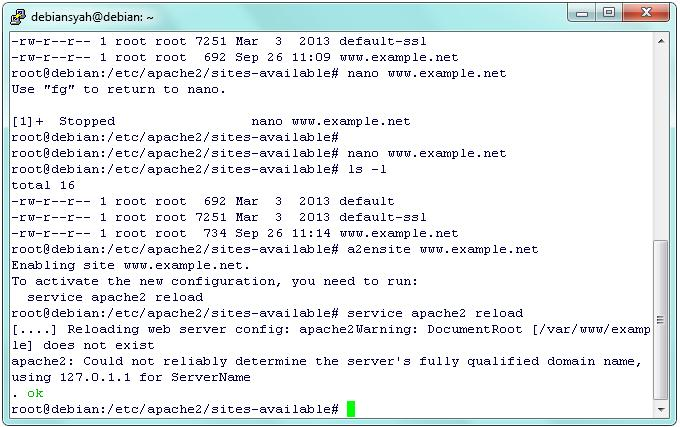 debiansyah@debian: ~
-rw-r--r-- 1 root root 7251 Mar  3  2013 default-ssl
-rw-r--r-- 1 root root  692 Sep 26 11:09 www.example.net
root@debian:/etc/apache2/sites-available# nano www.example.net
Use "fg" to return to nano.
[1]+  Stopped                 nano www.example.net
root@debian:/etc/apache2/sites-available#
root@debian:/etc/apache2/sites-available# nano www.example.net
root@debian:/etc/apache2/sites-available# ls -l
total 16
-rw-r--r-- 1 root root  692 Mar  3  2013 default
-rw-r--r-- 1 root root 7251 Mar  3  2013 default-ssl
-rw-r--r-- 1 root root  734 Sep 26 11:14 www.example.net
root@debian:/etc/apache2/sites-available# a2ensite www.example.net
Enabling site www.example.net.
To activate the new configuration, you need to run:
  service apache2 reload
root@debian:/etc/apache2/sites-available# service apache2 reload
[....] Reloading web server config: apache2Warning: DocumentRoot [/var/www/examp
le] does not exist
apache2: Could not reliably determine the server's fully qualified domain name,
using 127.0.1.1 for ServerName
. ok
root@debian:/etc/apache2/sites-available#